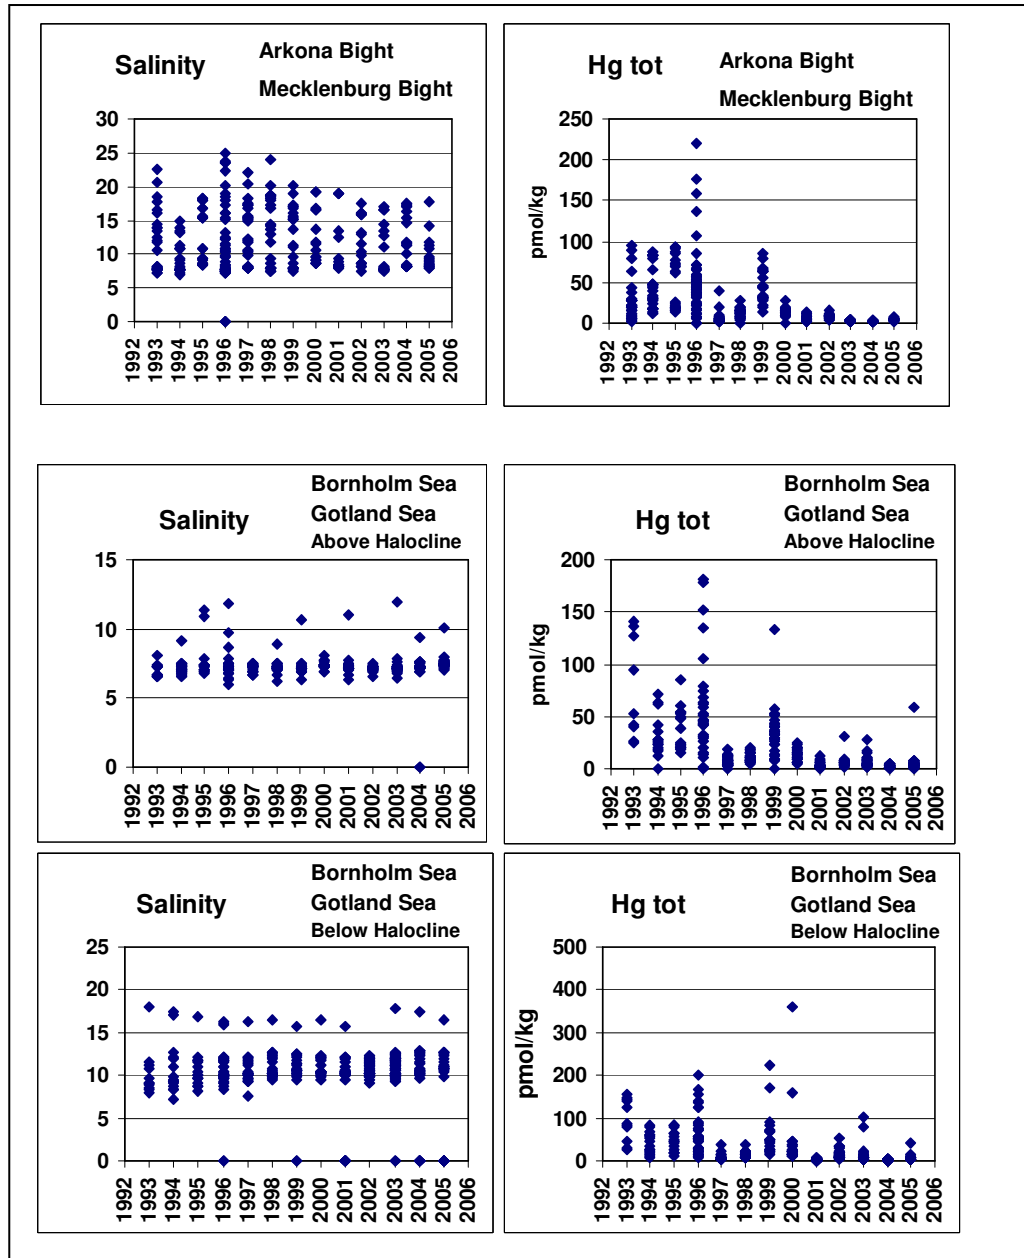 Salinity
Arkona Bight
Mecklenburg Bight
30
25
20
15
10
5
0
1992 1993 1994 1995 1996 1997 1998 1999 2000 2001 2002 2003 2004 2005 2006
Hg tot
Arkona Bight
Mecklenburg Bight
pmol/kg
250
200
150
100
50
0
1992 1993 1994 1995 1996 1997 1998 1999 2000 2001 2002 2003 2004 2005 2006
Salinity
Bornholm Sea
Gotland Sea
Above Halocline
15
10
5
0
1992 1993 1994 1995 1996 1997 1998 1999 2000 2001 2002 2003 2004 2005 2006
Hg tot
Bornholm Sea
Gotland Sea
Above Halocline
pmol/kg
200
150
100
50
0
1992 1993 1994 1995 1996 1997 1998 1999 2000 2001 2002 2003 2004 2005 2006
Salinity
Bornholm Sea
Gotland Sea
Below Halocline
25
20
15
10
5
0
1992 1993 1994 1995 1996 1997 1998 1999 2000 2001 2002 2003 2004 2005 2006
Hg tot
Bornholm Sea
Gotland Sea
Below Halocline
pmol/kg
500
400
300
200
100
0
1992 1993 1994 1995 1996 1997 1998 1999 2000 2001 2002 2003 2004 2005 2006